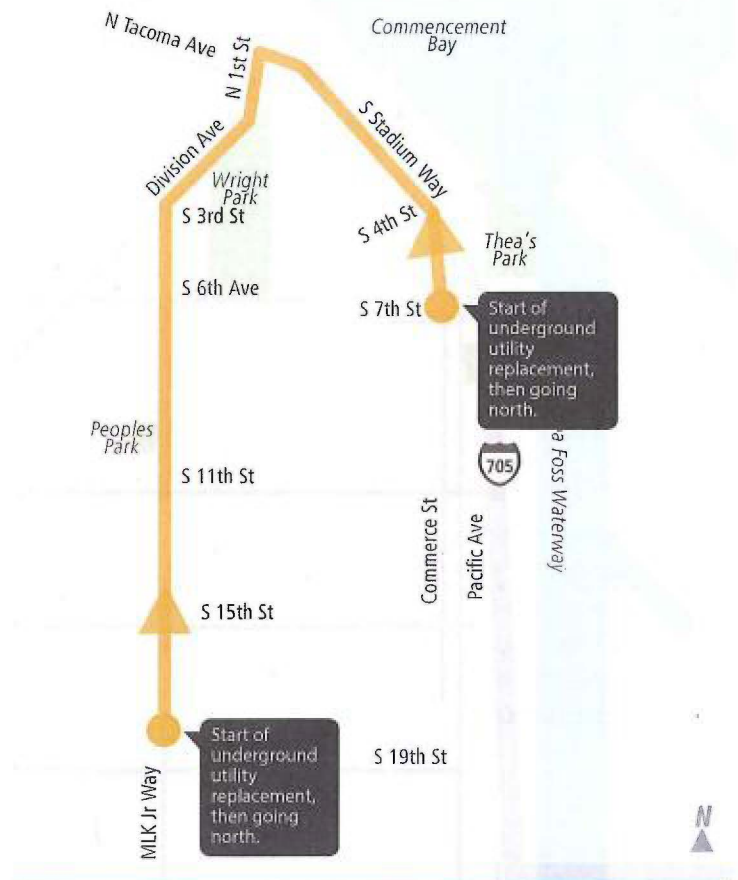 N Tacoma Ave
Commencement
Bay
N 1st St
S Stadium Way
Division Ave
Wright
Park
S 3rd St
S 4th St
Thea's
Park
S 6th Ave
S 7th St
Start of
underground
utility
replacement,
then going
north.
Peoples
Park
a Foss Waterway
705
S 11th St
Commerce St
Pacific Ave
S 15th St
Start of
underground
utility
replacement,
then going
north.
S 19th St
MLK Jr Way
N